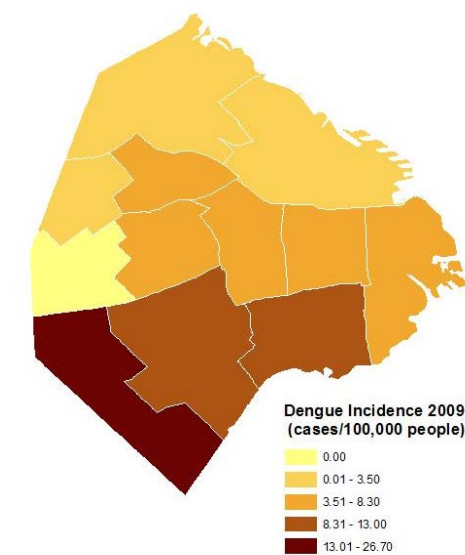 Dengue Incidence 2009
(cases/100,000 people)
0.00
0.01 - 3.50
3.51 - 8.30
8.31 - 13.00
13.01 - 26.70